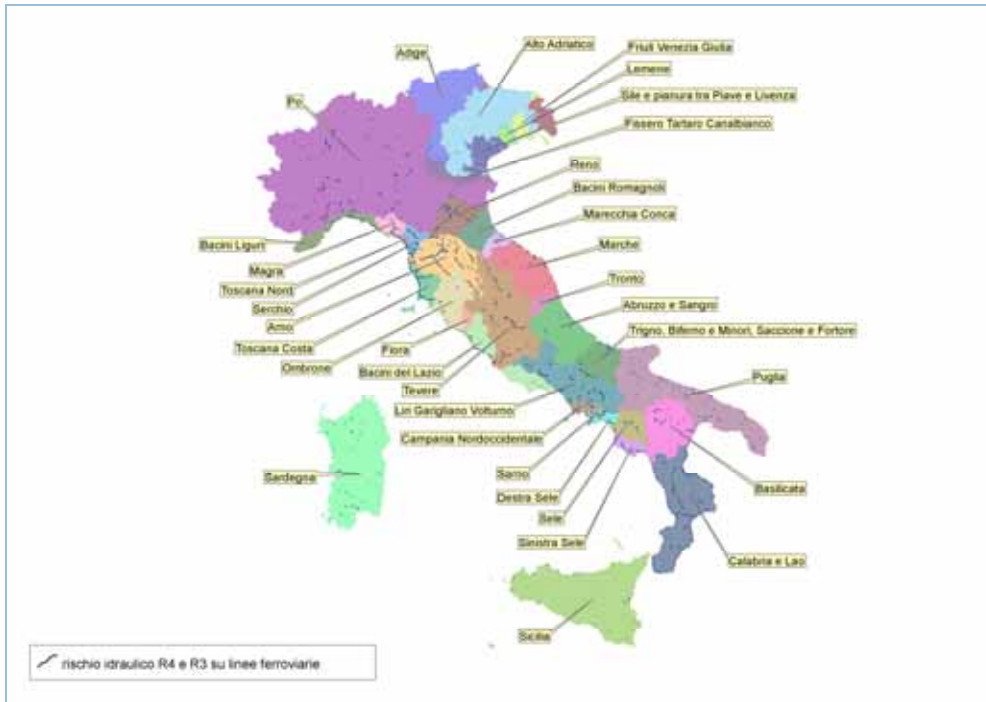 Adige
Alto Adriatico
Friuli Venezia Giulia
Lemene
Sile e pianura tra Piave e Livenza
Po
Fissero Tartaro Canalbianco
Reno
Bacini Romagnoli
Marecchia Conca
Bacini Liguri
Marche
Magra
Toscana Nord
Tronto
Serchio
Abruzzo e Sangro
Arno
Trigno, Biferno e Minori, Saccione e Fortore
Toscana Costa
Fiora
Ombrone
Bacini del Lazio
Puglia
Tevere
Liri Garigliano Volturno
Campania Nordoccidentale
Sarno
Sardegna
Basilicata
Destra Sele
Sele
Sinistra Sele
Calabria e Lao
Sicilia
rischio idraulico R4 e R3 su linee ferroviarie